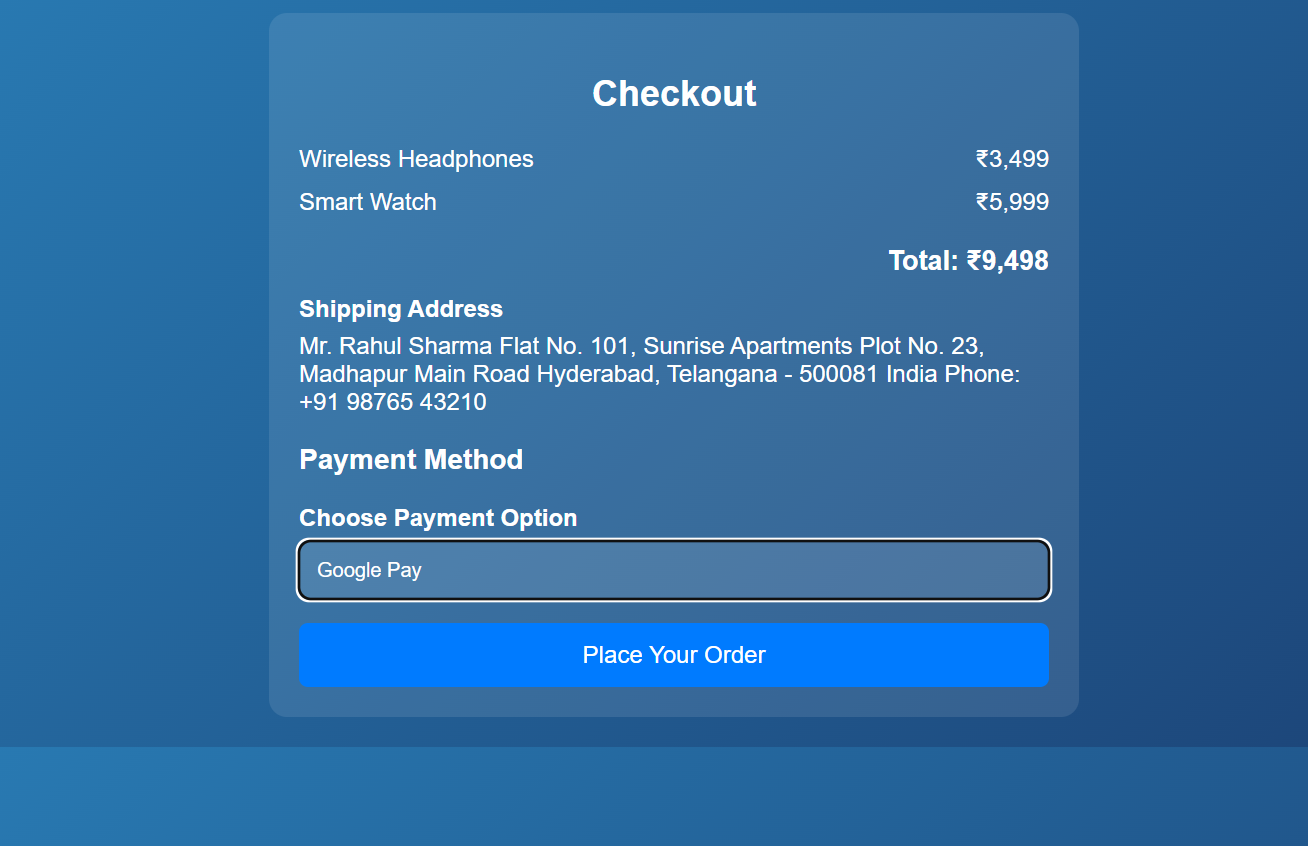 Checkout
Wireless Headphones ₹3,499
Smart Watch ₹5,999
Total: ₹9,498
Shipping Address
Mr. Rahul Sharma Flat No. 101, Sunrise Apartments Plot No. 23,
Madhapur Main Road Hyderabad, Telangana - 500081 India Phone:
+91 98765 43210
Payment Method
Choose Payment Option
Google Pay
Place Your Order